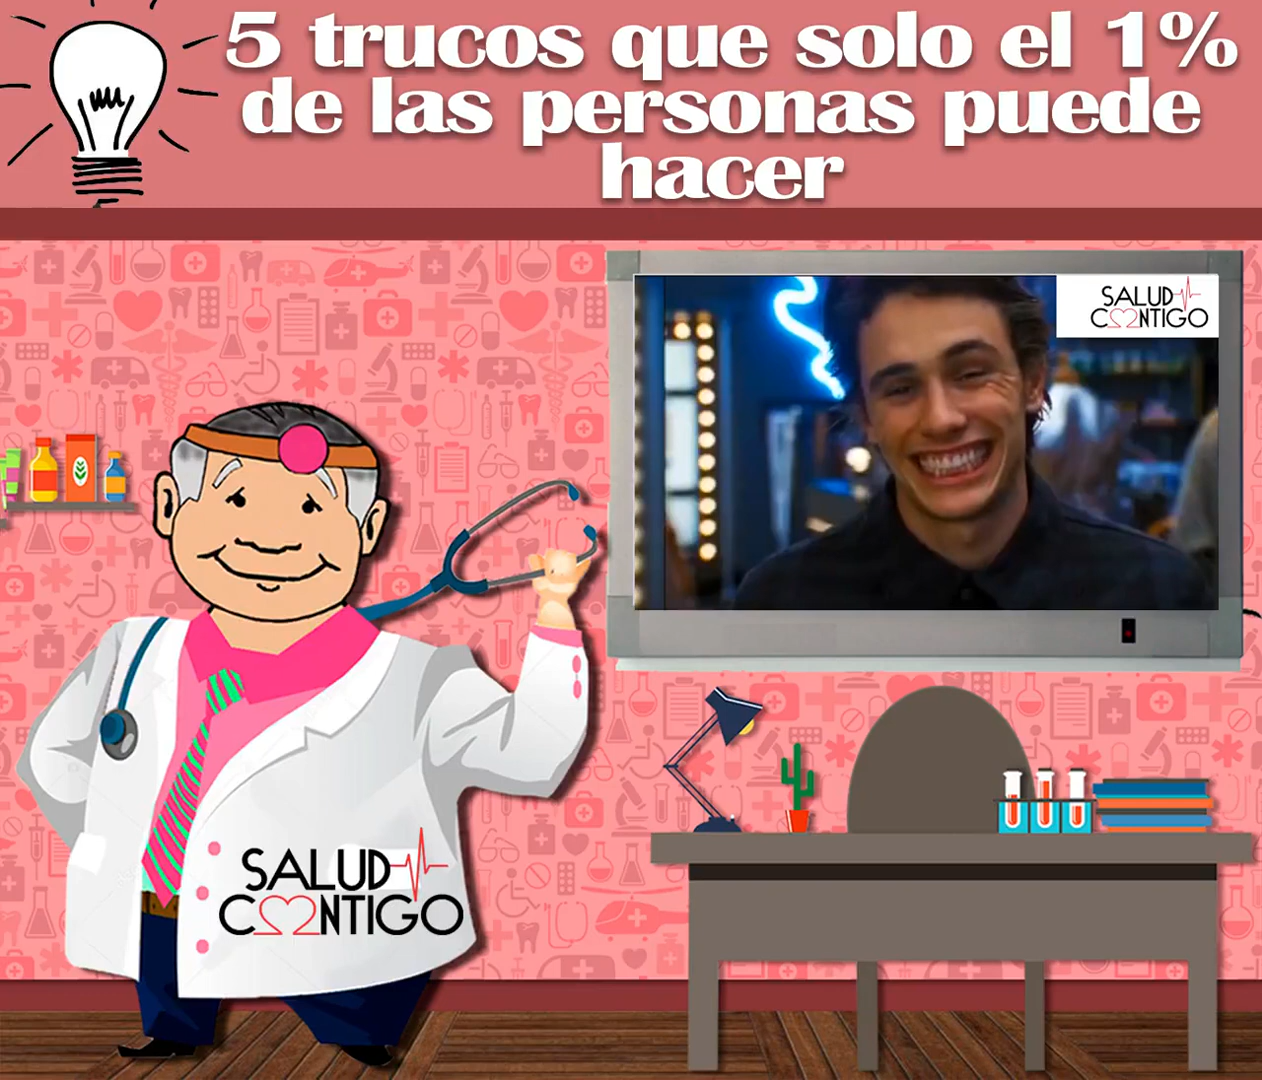 5 trucos que solo el 1%
de las personas puede
hacer
SALUD
CONTIGO
SALUD
CONTIGO